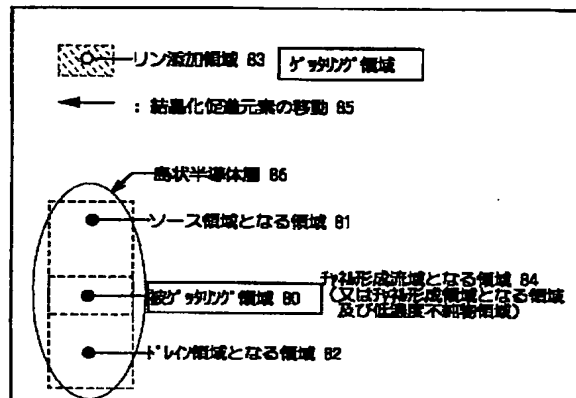 リン添加領域 83
ゲッタリング領域
: 結晶化促進元素の移動 85
島状半導体層 86
ソース領域となる領域 81
被ゲッタリング領域 80
チャネル形成流域となる領域 84
(又はチャネル形成領域となる領域
及び低濃度不純物領域)
ドレイン領域となる領域 82